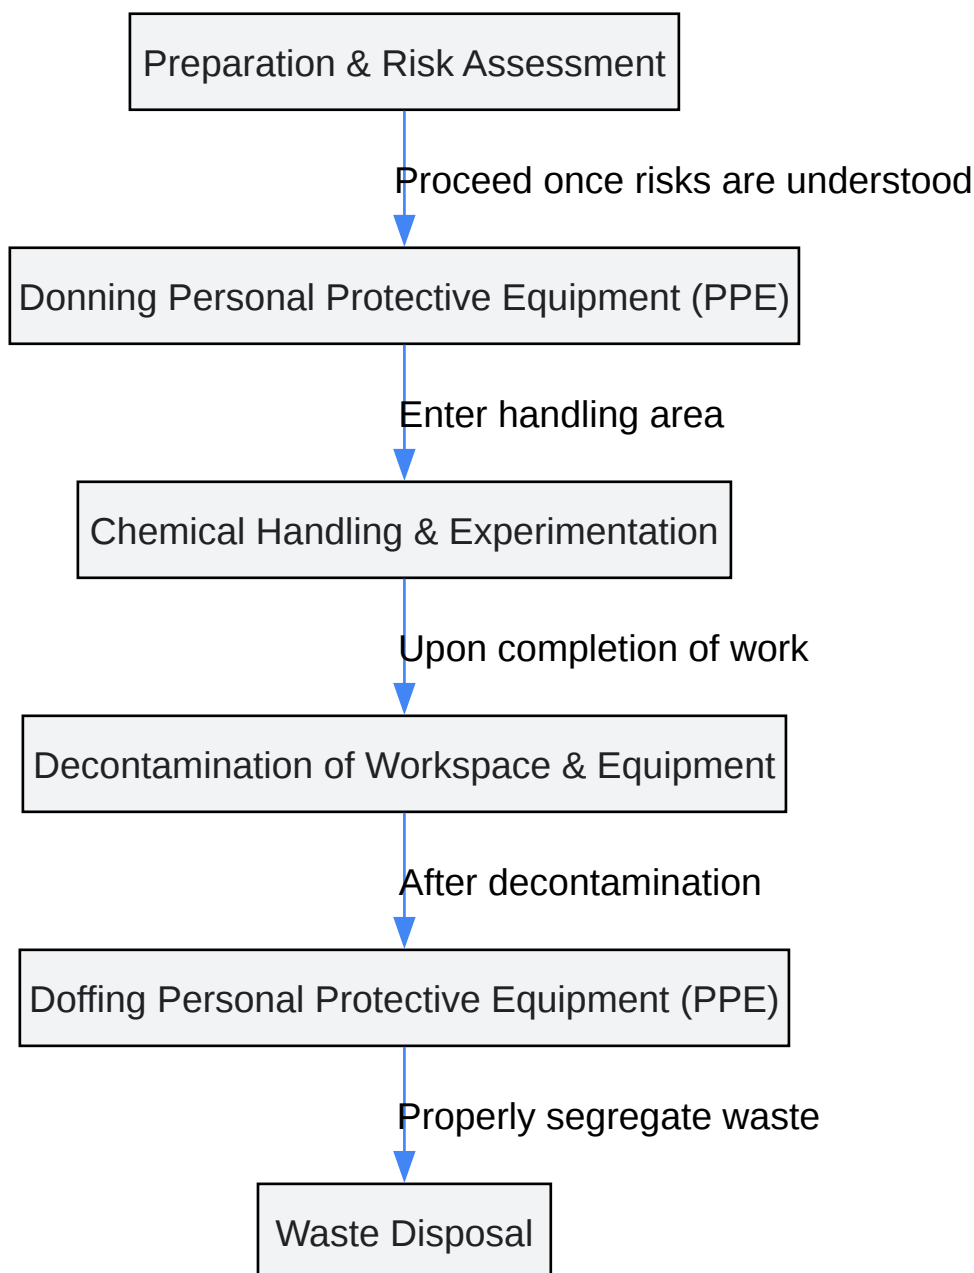 Preparation & Risk Assessment
Proceed once risks are understood
Donning Personal Protective Equipment (PPE)
Enter handling area
Chemical Handling & Experimentation
Upon completion of work
Decontamination of Workspace & Equipment
After decontamination
Doffing Personal Protective Equipment (PPE)
Properly segregate waste
Waste Disposal